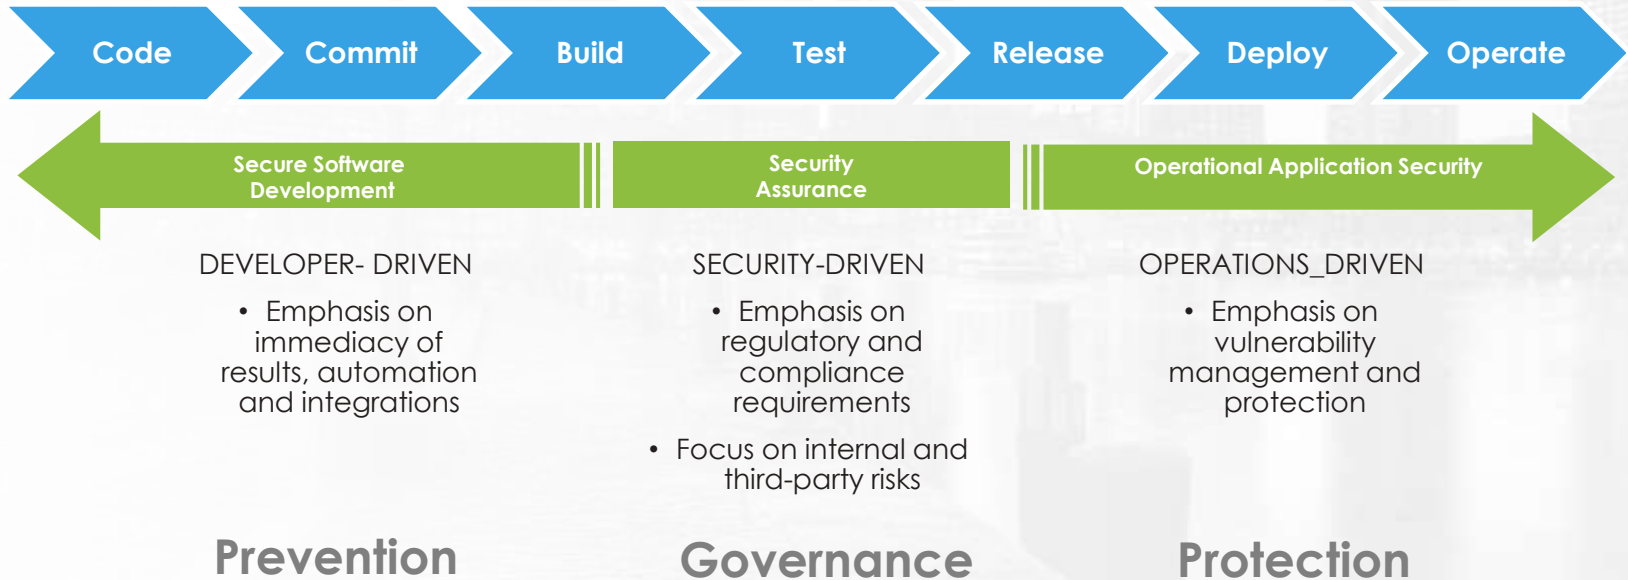 Code
Commit
Build
Test
Release
Deploy
Operate
Secure Software
Development
Security
Assurance
Operational Application Security
DEVELOPER- DRIVEN
• Emphasis on
immediacy of
results, automation
and integrations
SECURITY-DRIVEN
• Emphasis on
regulatory and
compliance
requirements
• Focus on internal and
third-party risks
OPERATIONS_DRIVEN
• Emphasis on
vulnerability
management and
protection
Prevention
Governance
Protection